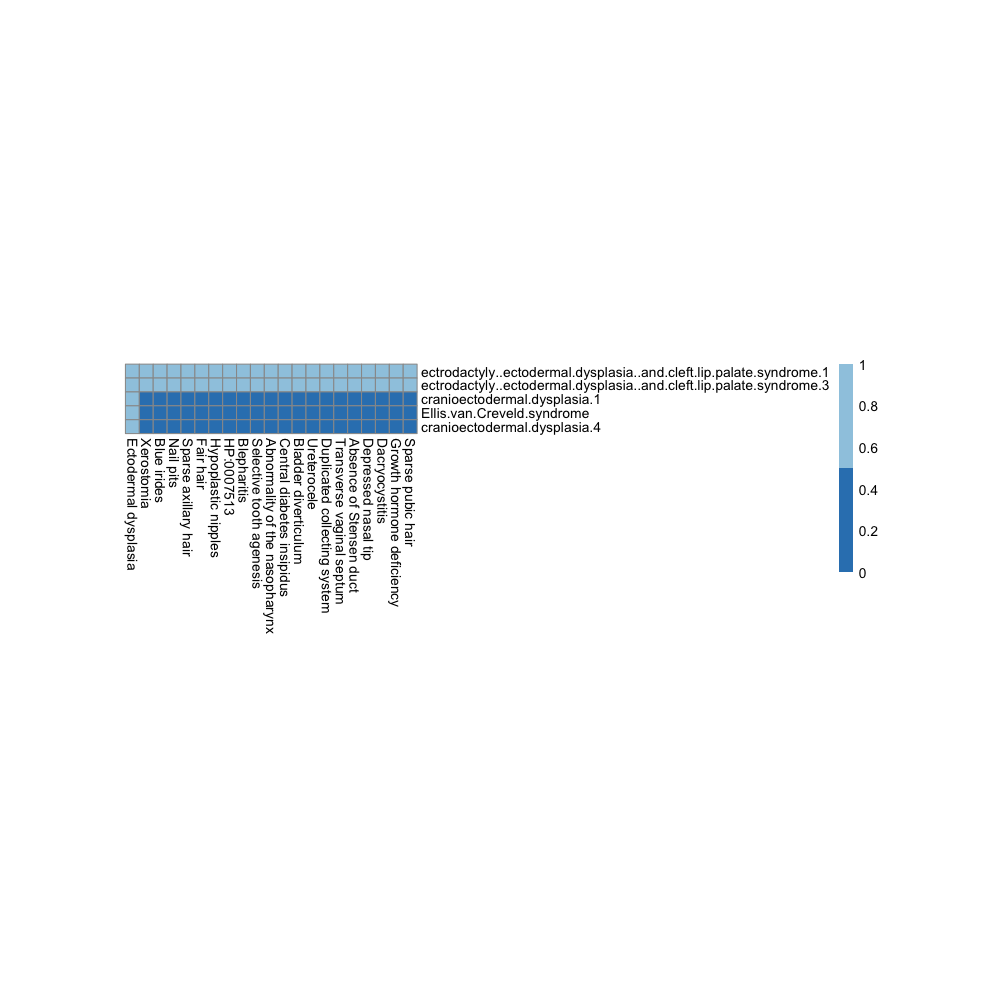 ectrodactyly..ectodermal.dysplasia..and.cleft.lip.palate.syndrome.1
ectrodactyly..ectodermal.dysplasia..and.cleft.lip.palate.syndrome.3
cranioectodermal.dysplasia.1
Ellis.van.Creveld.syndrome
cranioectodermal.dysplasia.4
Ectodermal dysplasia
Xerostomia
Blue irides
Nail pits
Sparse axillary hair
Fair hair
Hypoplastic nipples
HP:0007513
Blepharitis
Selective tooth agenesis
Abnormality of the nasopharynx
Central diabetes insipidus
Bladder diverticulum
Ureterocele
Duplicated collecting system
Transverse vaginal septum
Absence of Stensen duct
Depressed nasal tip
Dacryocystitis
Growth hormone deficiency
Sparse pubic hair
1
0.8
0.6
0.4
0.2
0